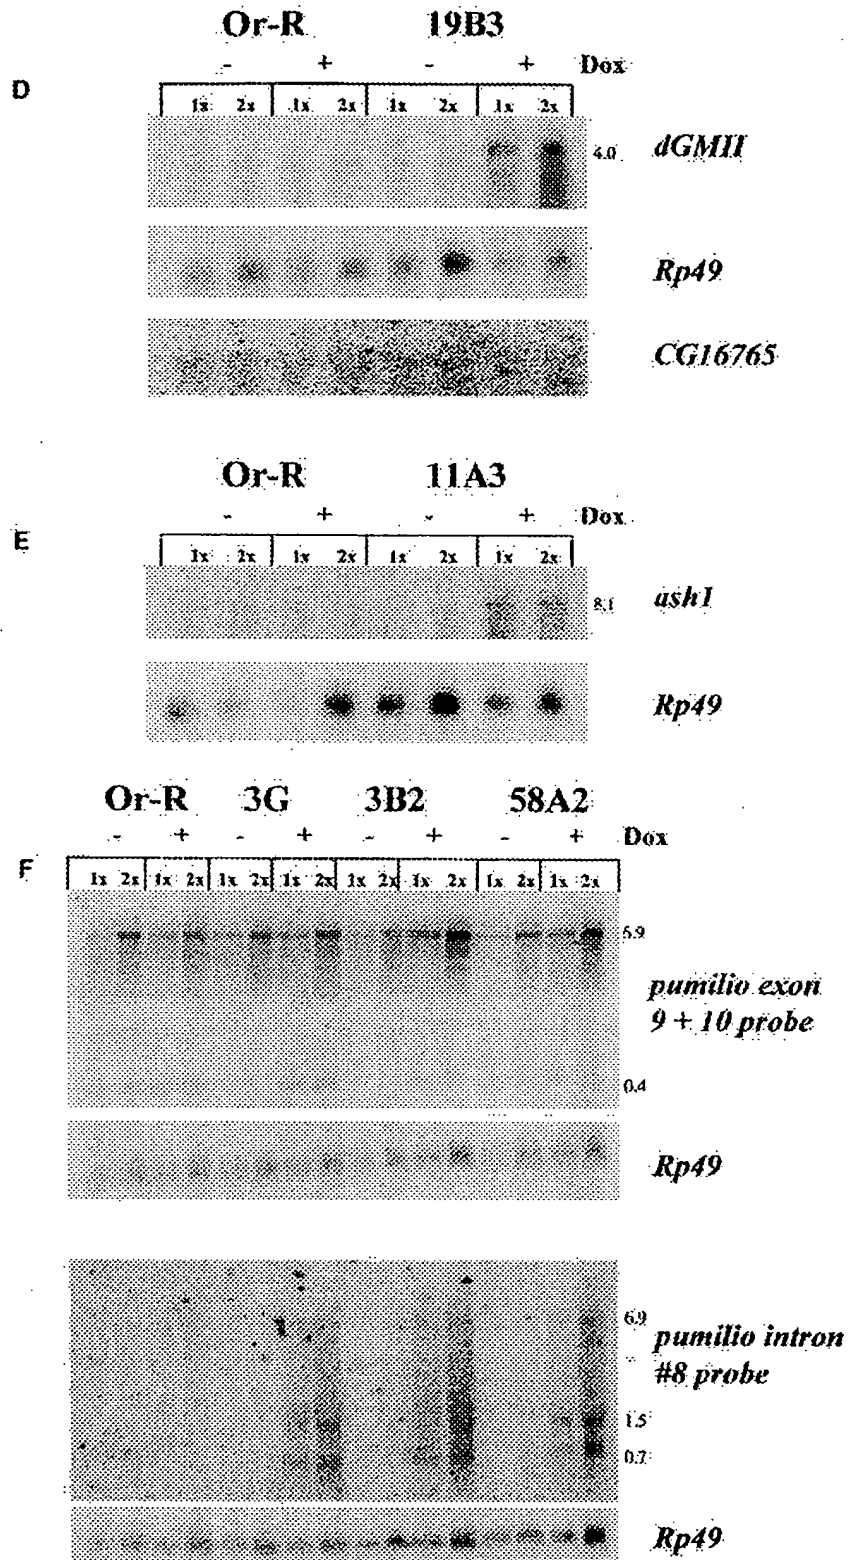 Or-R 19B3
- + - + Dox
D
1x 2x 1x 2x 1x 2x 1x 2x
4.0 dGMII
Rp49
CG16765
Or-R 11A3
- + - + Dox
E
1x 2x 1x 2x 1x 2x 1x 2x
8.1 ash1
Rp49
Or-R 3G 3B2 58A2
- + - + - + - + Dox
F
1x 2x 1x 2x 1x 2x 1x 2x 1x 2x 1x 2x 1x 2x 1x 2x
6.9
pumilio exon
9 + 10 probe
0.4
Rp49
6.9
pumilio intron
#8 probe
1.5
0.7
Rp49